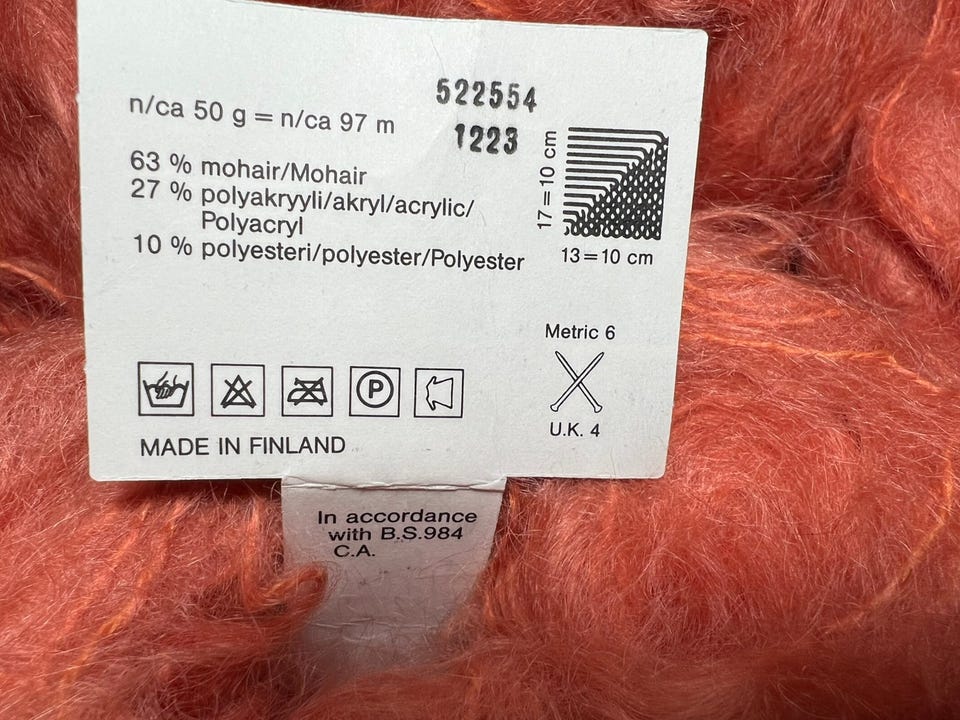 522554
n/ca 50 g = n/ca 97 m
1223
63 % mohair/Mohair
27 % polyakryyli/akryl/acrylic/
Polyacryl
10 % polyesteri/polyester/Polyester
17=10 cm
13=10 cm
Metric 6
U.K. 4
P
MADE IN FINLAND
In accordance
with B.S.984
C.A.